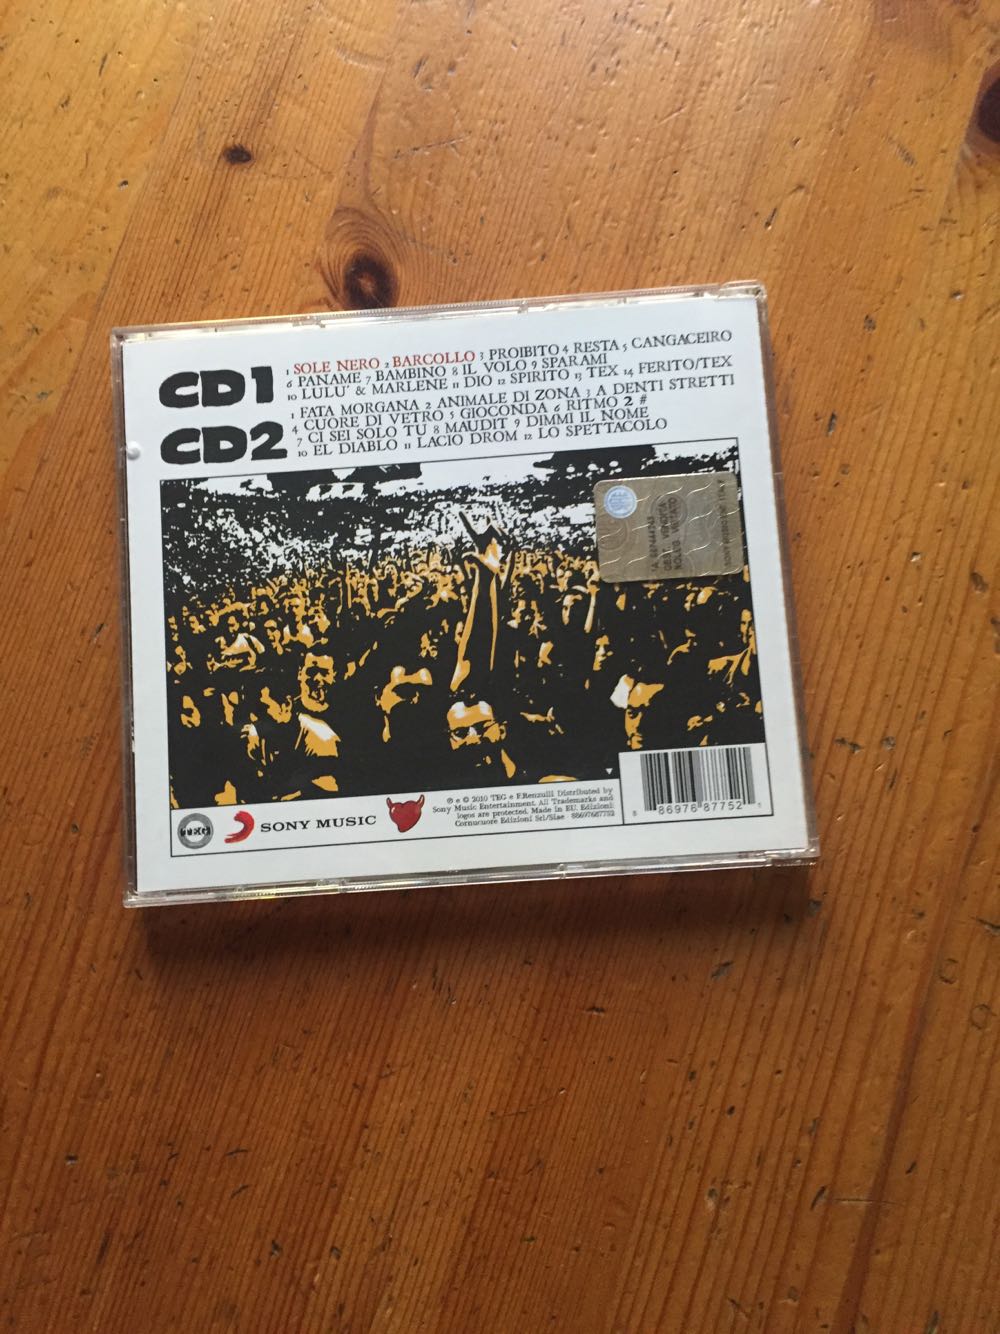 CD1
1 SOLE NERO 2 BARCOLLO 3 PROIBITO 4 RESTA 5 CANGACEIRO
6 PANAME 7 BAMBINO 8 IL VOLO 9 SPARAMI
10 LULU' & MARLENE 11 DIO 12 SPIRITO 13 TEX 14 FERITO/TEX
CD2
1 FATA MORGANA 2 ANIMALE DI ZONA 3 A DENTI STRETTI
4 CUORE DI VETRO 5 GIOCONDA 6 RITMO 2 #
7 CI SEI SOLO TU 8 MAUDIT 9 DIMMI IL NOME
10 EL DIABLO 11 LACIO DROM 12 LO SPETTACOLO
TEG
SONY MUSIC
℗ e © 2010 TEG e F.Renzulli Distributed by
Sony Music Entertainment. All Trademarks and
logos are protected. Made in EU. Edizioni
Cornucuore Edizioni Srl/Siae 88697687752
8 86976 87752 1